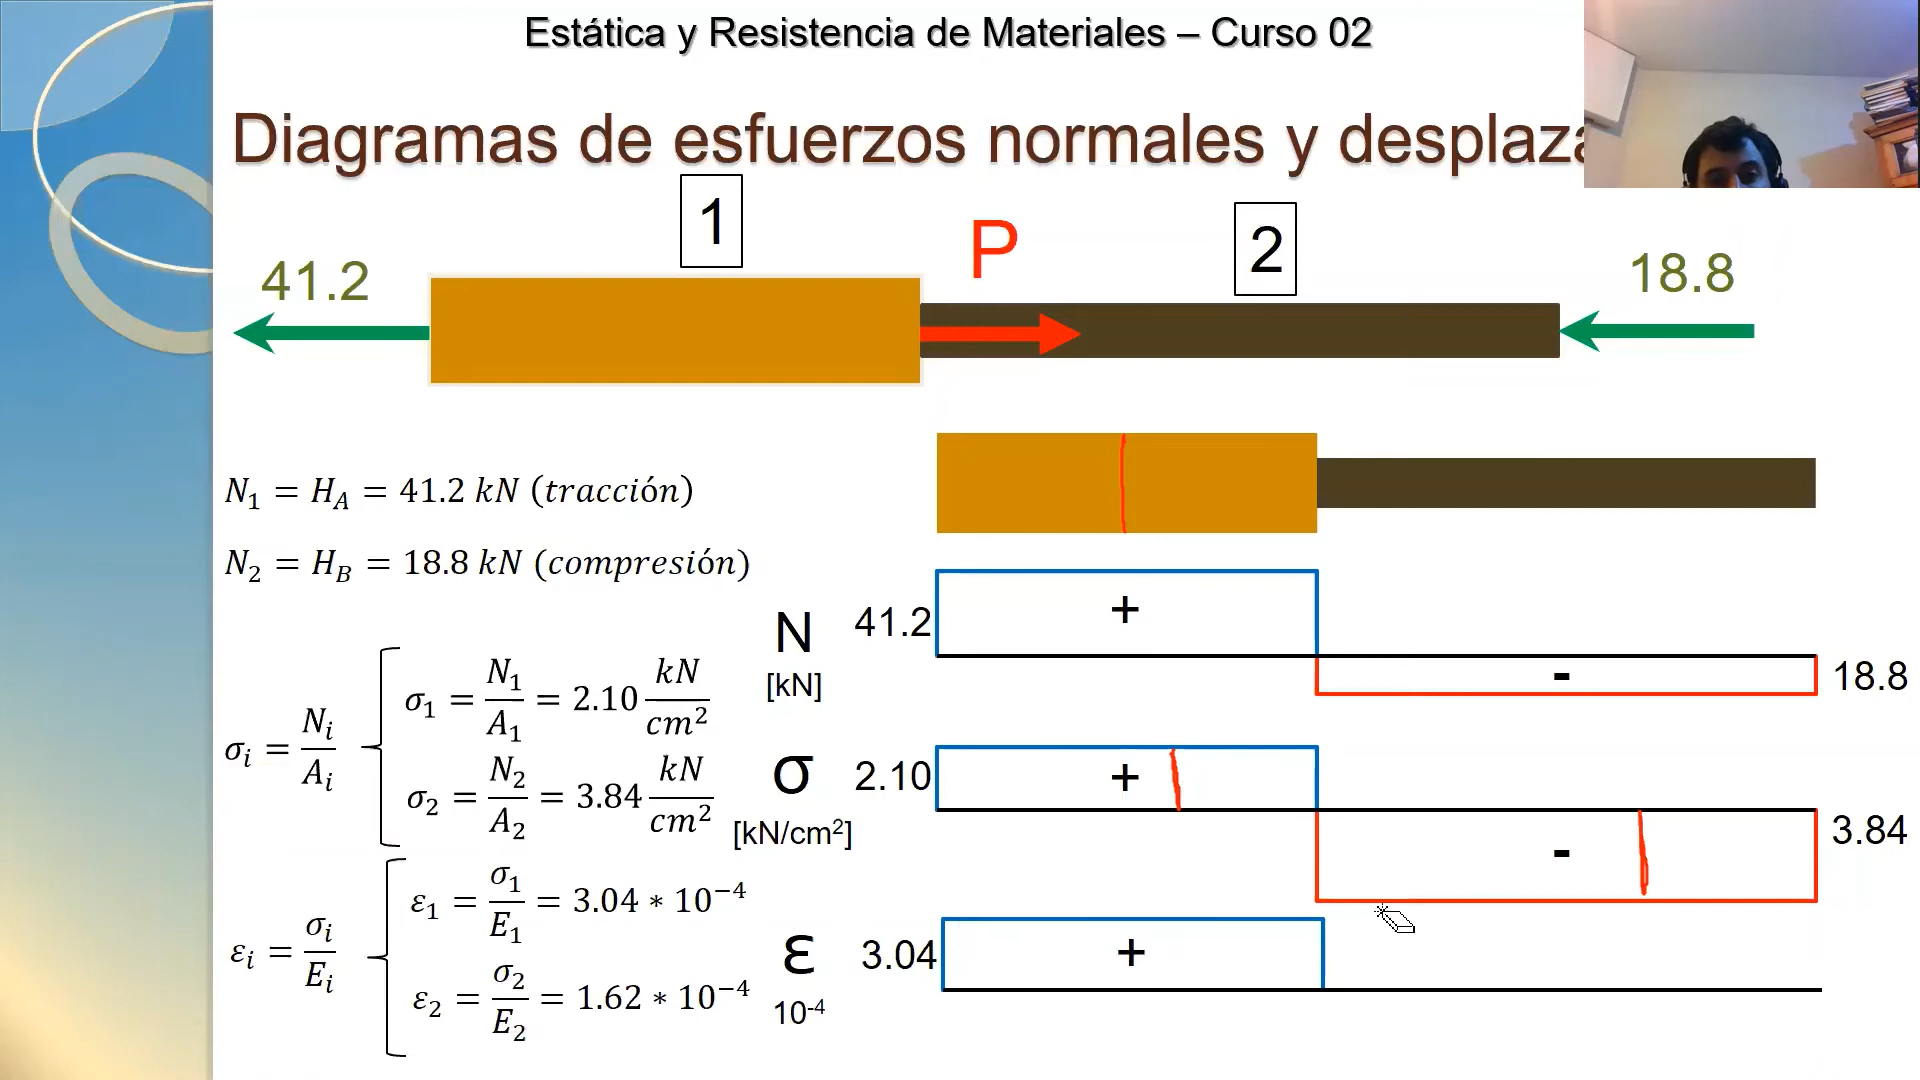 Estática y Resistencia de Materiales – Curso 02
Diagramas de esfuerzos normales y desplaza
1
P
2
41.2
18.8
N₁ = H_A = 41.2 kN (tracción)
N₂ = H_B = 18.8 kN (compresión)
N
[kN]
41.2
+
-
18.8
σᵢ = Nᵢ/Aᵢ
σ₁ = N₁/A₁ = 2.10 kN/cm²
σ₂ = N₂/A₂ = 3.84 kN/cm²
σ
[kN/cm²]
2.10
+
-
3.84
εᵢ = σᵢ/Eᵢ
ε₁ = σ₁/E₁ = 3.04 * 10⁻⁴
ε₂ = σ₂/E₂ = 1.62 * 10⁻⁴
ε
10⁻⁴
3.04
+